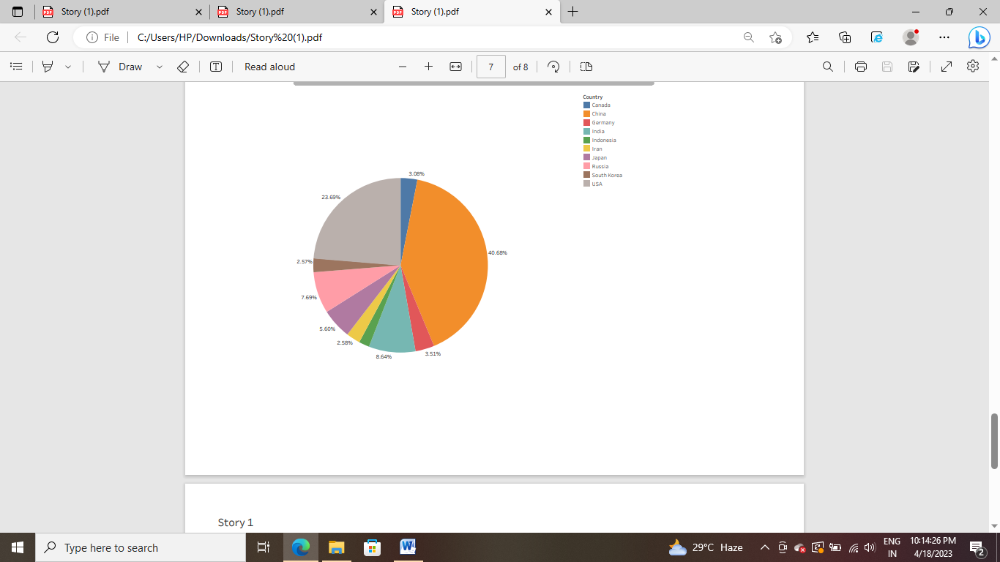 Story (1).pdf
Story (1).pdf
Story (1).pdf
File
C:/Users/HP/Downloads/Story%20(1).pdf
Draw
Read aloud
7
of 8
Country
Canada
China
Germany
India
Indonesia
Iran
Japan
Russia
South Korea
USA
3.08%
23.69%
40.68%
2.57%
7.69%
5.60%
2.58%
8.64%
3.51%
Story 1
Type here to search
29°C Haze
ENG
IN
10:14:26 PM
4/18/2023
2